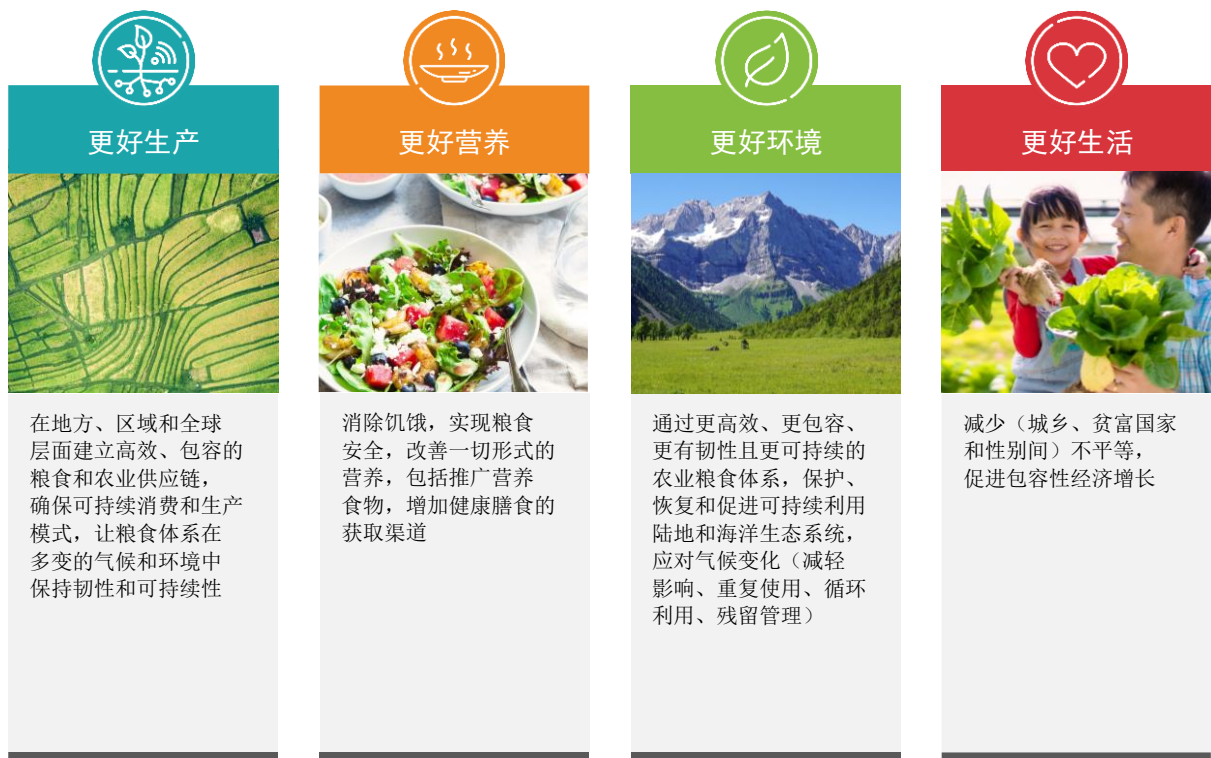 更好生产
在地方、区域和全球
层面建立高效、包容的
粮食和农业供应链，
确保可持续消费和生产
模式，让粮食体系在
多变的气候和环境中
保持韧性和可持续性
更好营养
消除饥饿，实现粮食
安全，改善一切形式的
营养，包括推广营养
食物，增加健康膳食的
获取渠道
更好环境
通过更高效、更包容、
更有韧性且更可持续的
农业粮食体系，保护、
恢复和促进可持续利用
陆地和海洋生态系统，
应对气候变化（减轻
影响、重复使用、循环
利用、残留管理）
更好生活
减少（城乡、贫富国家
和性别间）不平等，
促进包容性经济增长